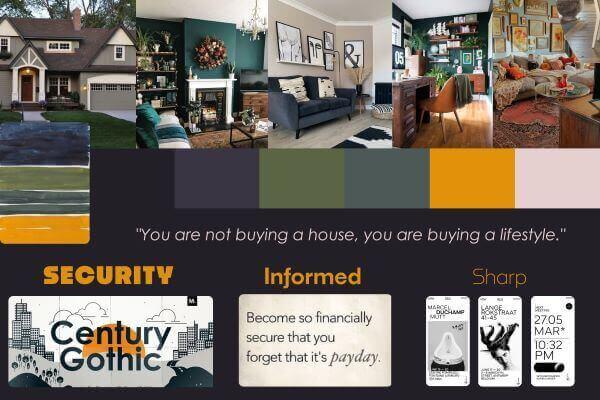 "You are not buying a house, you are buying a lifestyle."
SECURITY
Informed
Sharp
M.
Century
Gothic
Become so financially
secure that you
forget that it's payday.
MARCEL
DUCHAMP
MUTT
LANGE
ROKSTRAAT
41-45
27.05
MAR*
10:32
PM
&